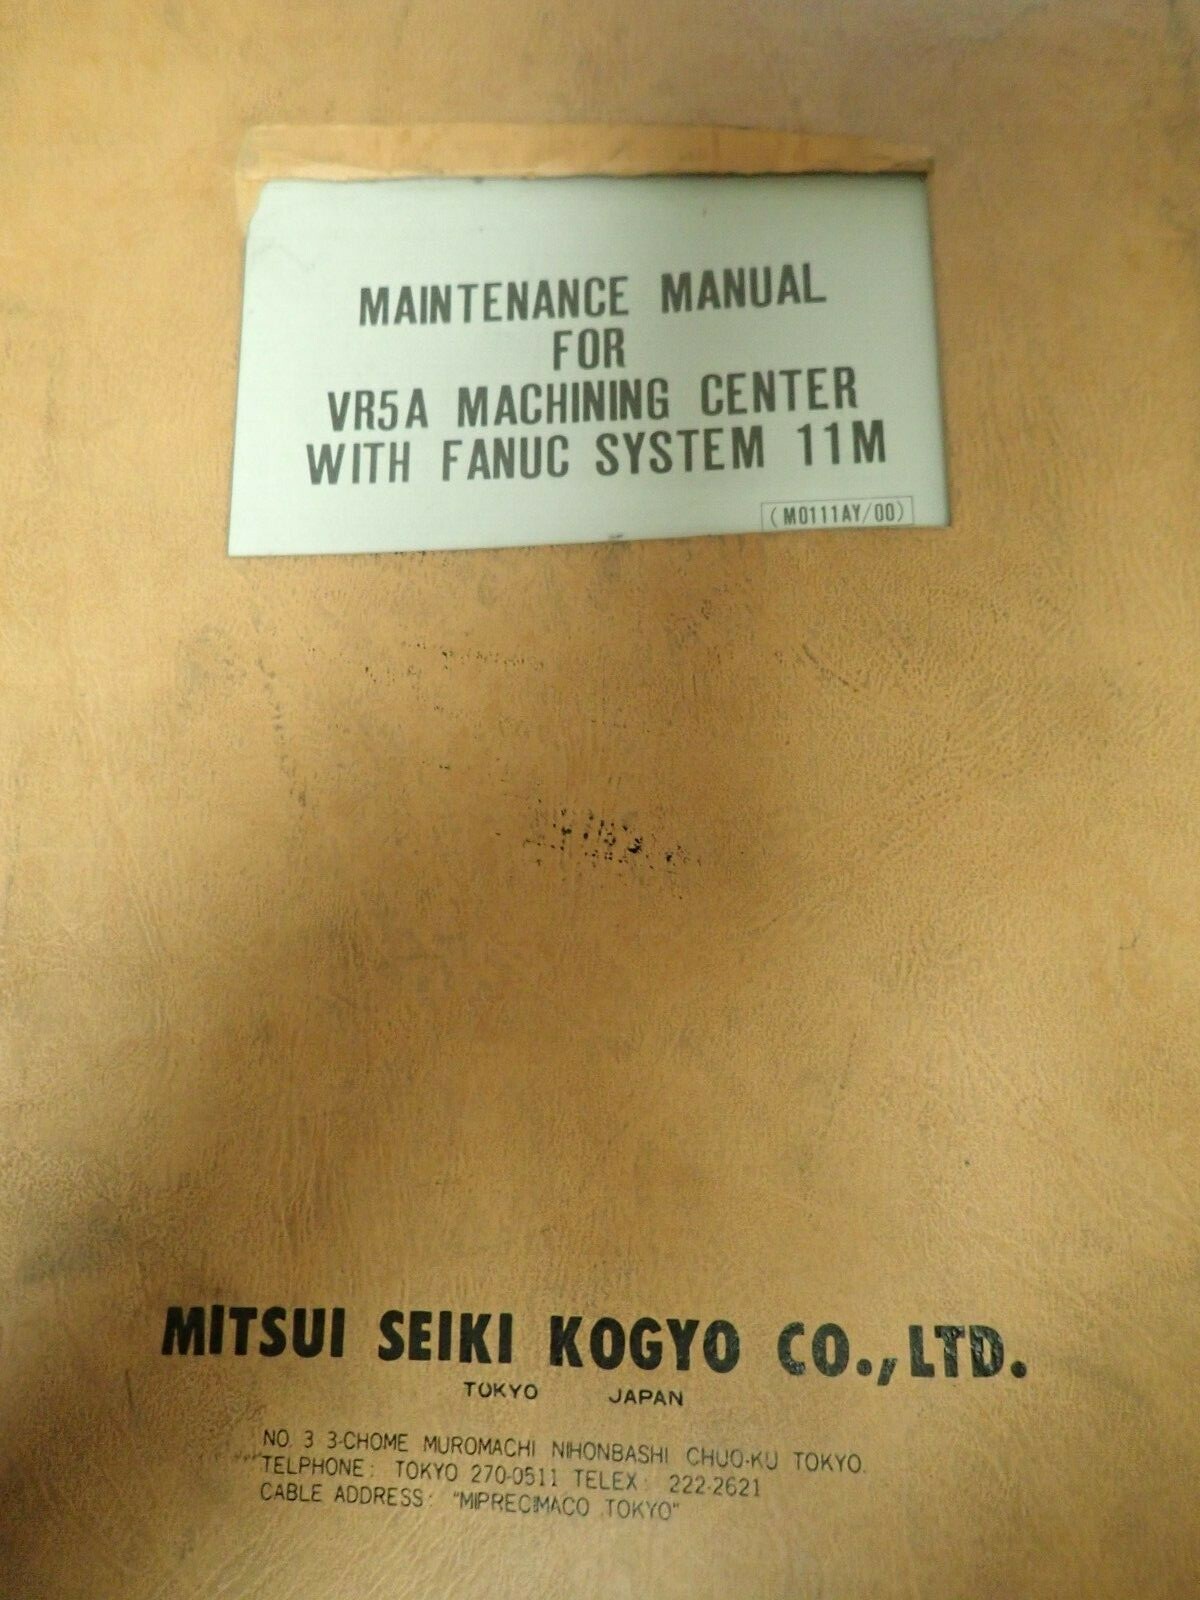 MAINTENANCE MANUAL
FOR
VR5A MACHINING CENTER
WITH FANUC SYSTEM 11M
(M0111AY/00)
MITSUI SEIKI KOGYO CO.,LTD.
TOKYO JAPAN
NO. 3 3-CHOME MUROMACHI NIHONBASHI CHUO-KU TOKYO.
TELPHONE: TOKYO 270-0511 TELEX: 222-2621
CABLE ADDRESS: "MIPRECIMACO TOKYO"